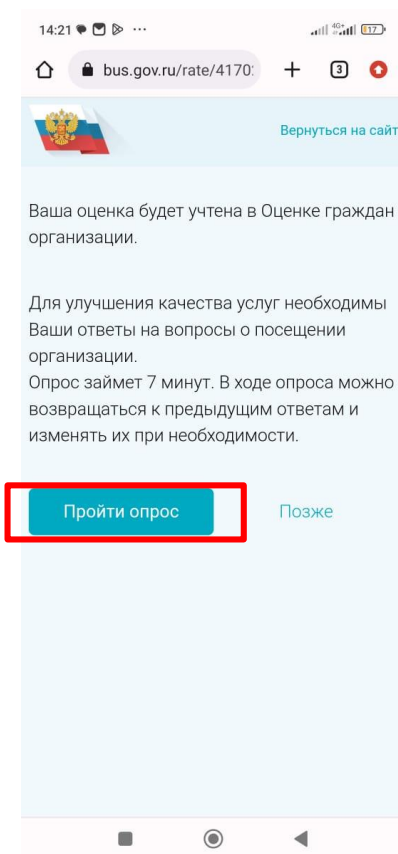 14:21 ... 4G+ 17
bus.gov.ru/rate/4170 3
Вернуться на сайт
Ваша оценка будет учтена в Оценке граждан
организации.
Для улучшения качества услуг необходимы
Ваши ответы на вопросы о посещении
организации.
Опрос займет 7 минут. В ходе опроса можно
возвращаться к предыдущим ответам и
изменять их при необходимости.
Пройти опрос Позже